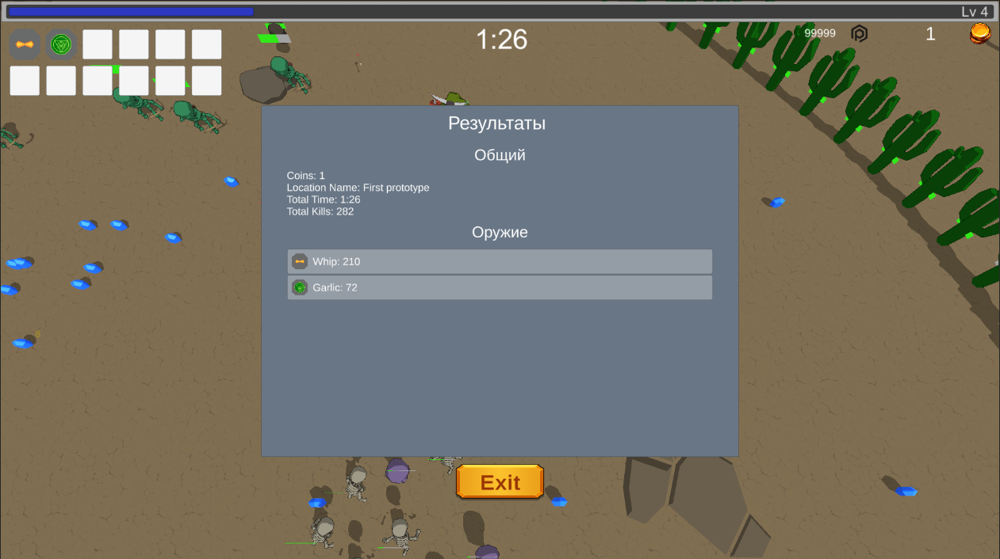 Lv 4
1:26
99999
1
Результаты
Общий
Coins: 1
Location Name: First prototype
Total Time: 1:26
Total Kills: 282
Оружие
Whip: 210
Garlic: 72
8
Exit